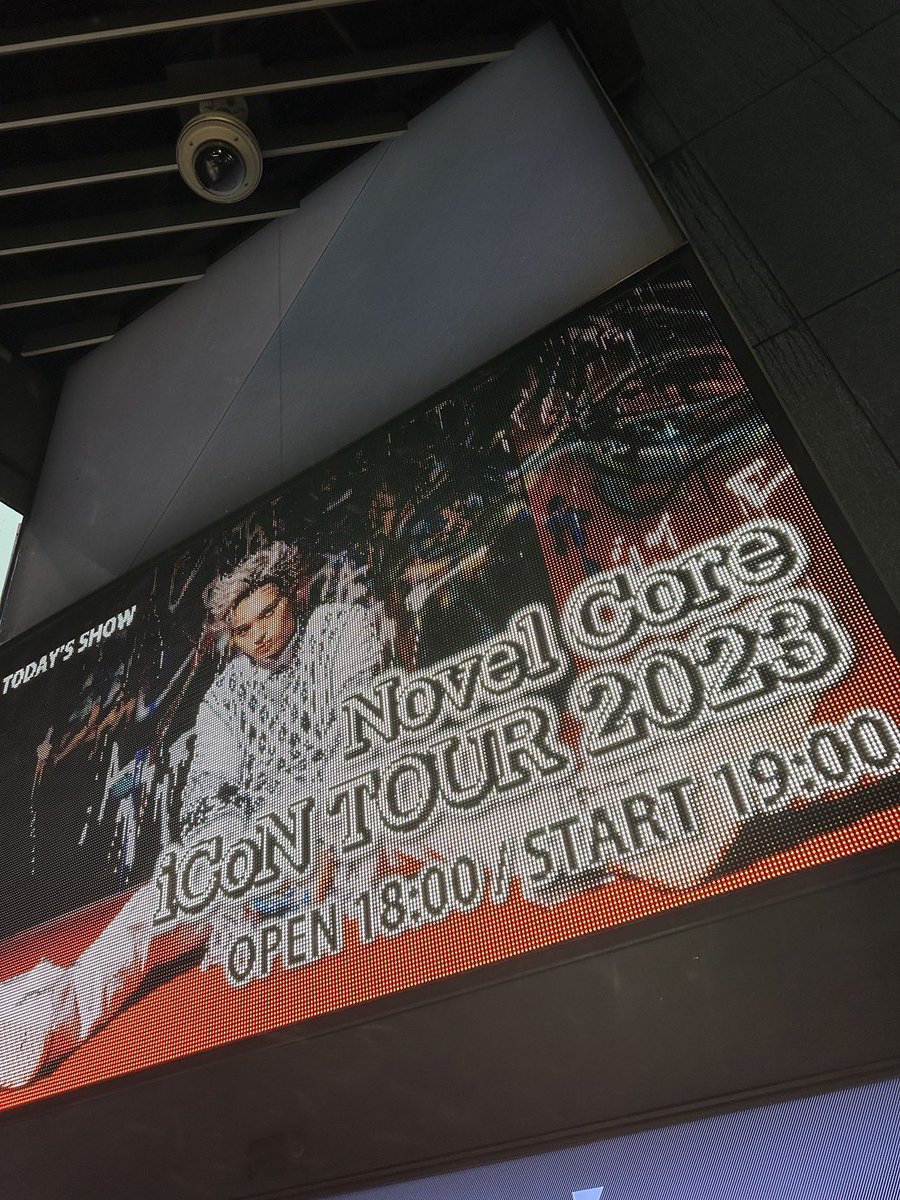 TODAY'S SHOW
Novel Core
iCoN TOUR 2023
OPEN 18:00 / START 19:00